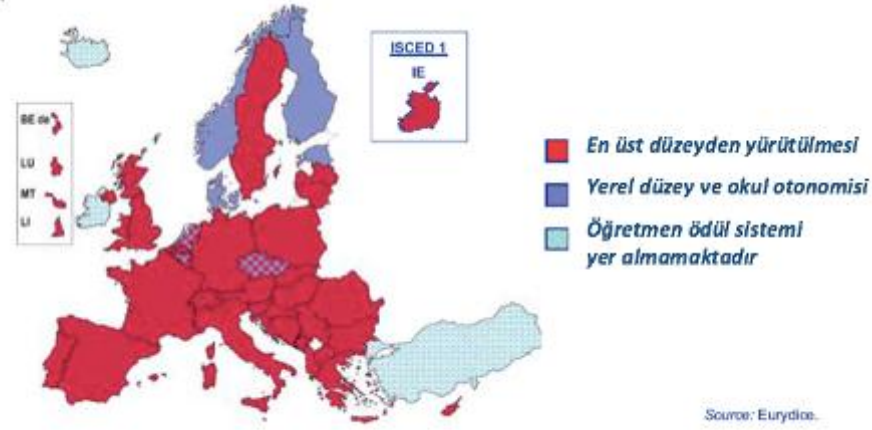 ISCED 1
IE
BE de
LU
MT
LI
En üst düzeyden yürütülmesi
Yerel düzey ve okul otonomisi
Öğretmen ödül sistemi
yer almamaktadır
Source: Eurydice.